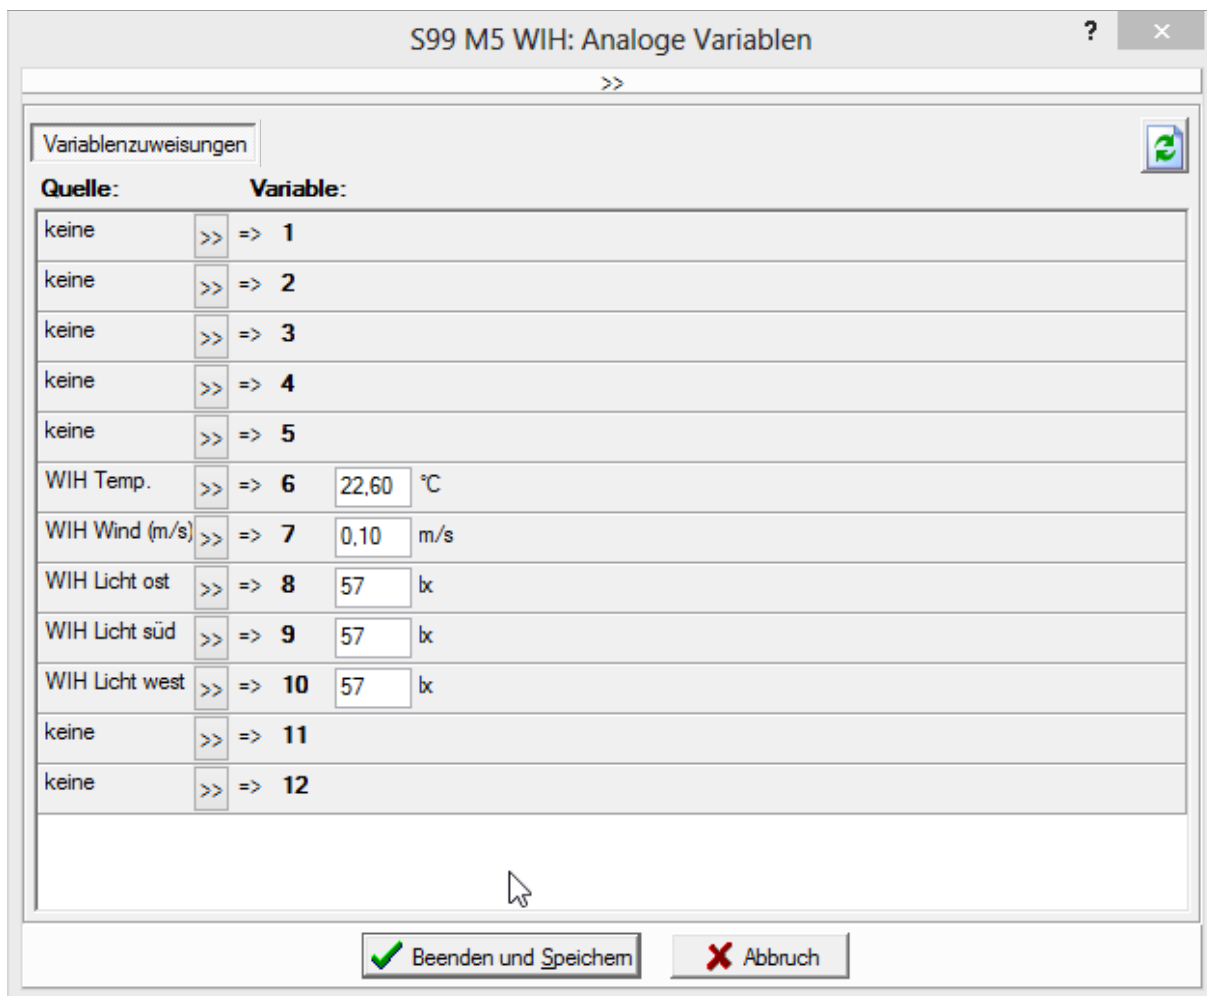 S99 M5 WIH: Analoge Variablen ? ×
>>
Variablenzuweisungen
Quelle: Variable:
keine >> => 1
keine >> => 2
keine >> => 3
keine >> => 4
keine >> => 5
WIH Temp. >> => 6 22,60 °C
WIH Wind (m/s) >> => 7 0,10 m/s
WIH Licht ost >> => 8 57 lx
WIH Licht süd >> => 9 57 lx
WIH Licht west >> => 10 57 lx
keine >> => 11
keine >> => 12
Beenden und Speichern Abbruch